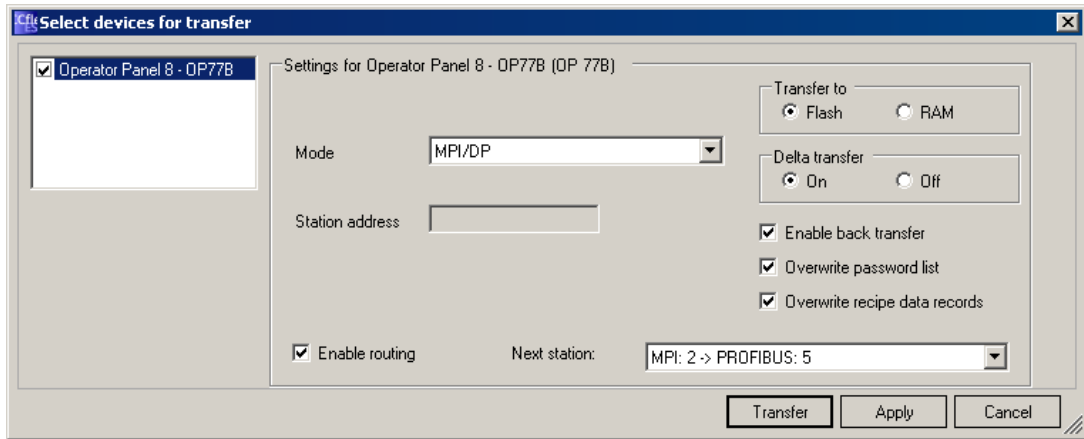 Select devices for transfer
Operator Panel 8 - OP77B
Settings for Operator Panel 8 - OP77B (OP 77B)
Transfer to
Flash RAM
Mode MPI/DP
Delta transfer
On Off
Station address
Enable back transfer
Overwrite password list
Overwrite recipe data records
Enable routing Next station: MPI: 2 -> PROFIBUS: 5
Transfer Apply Cancel